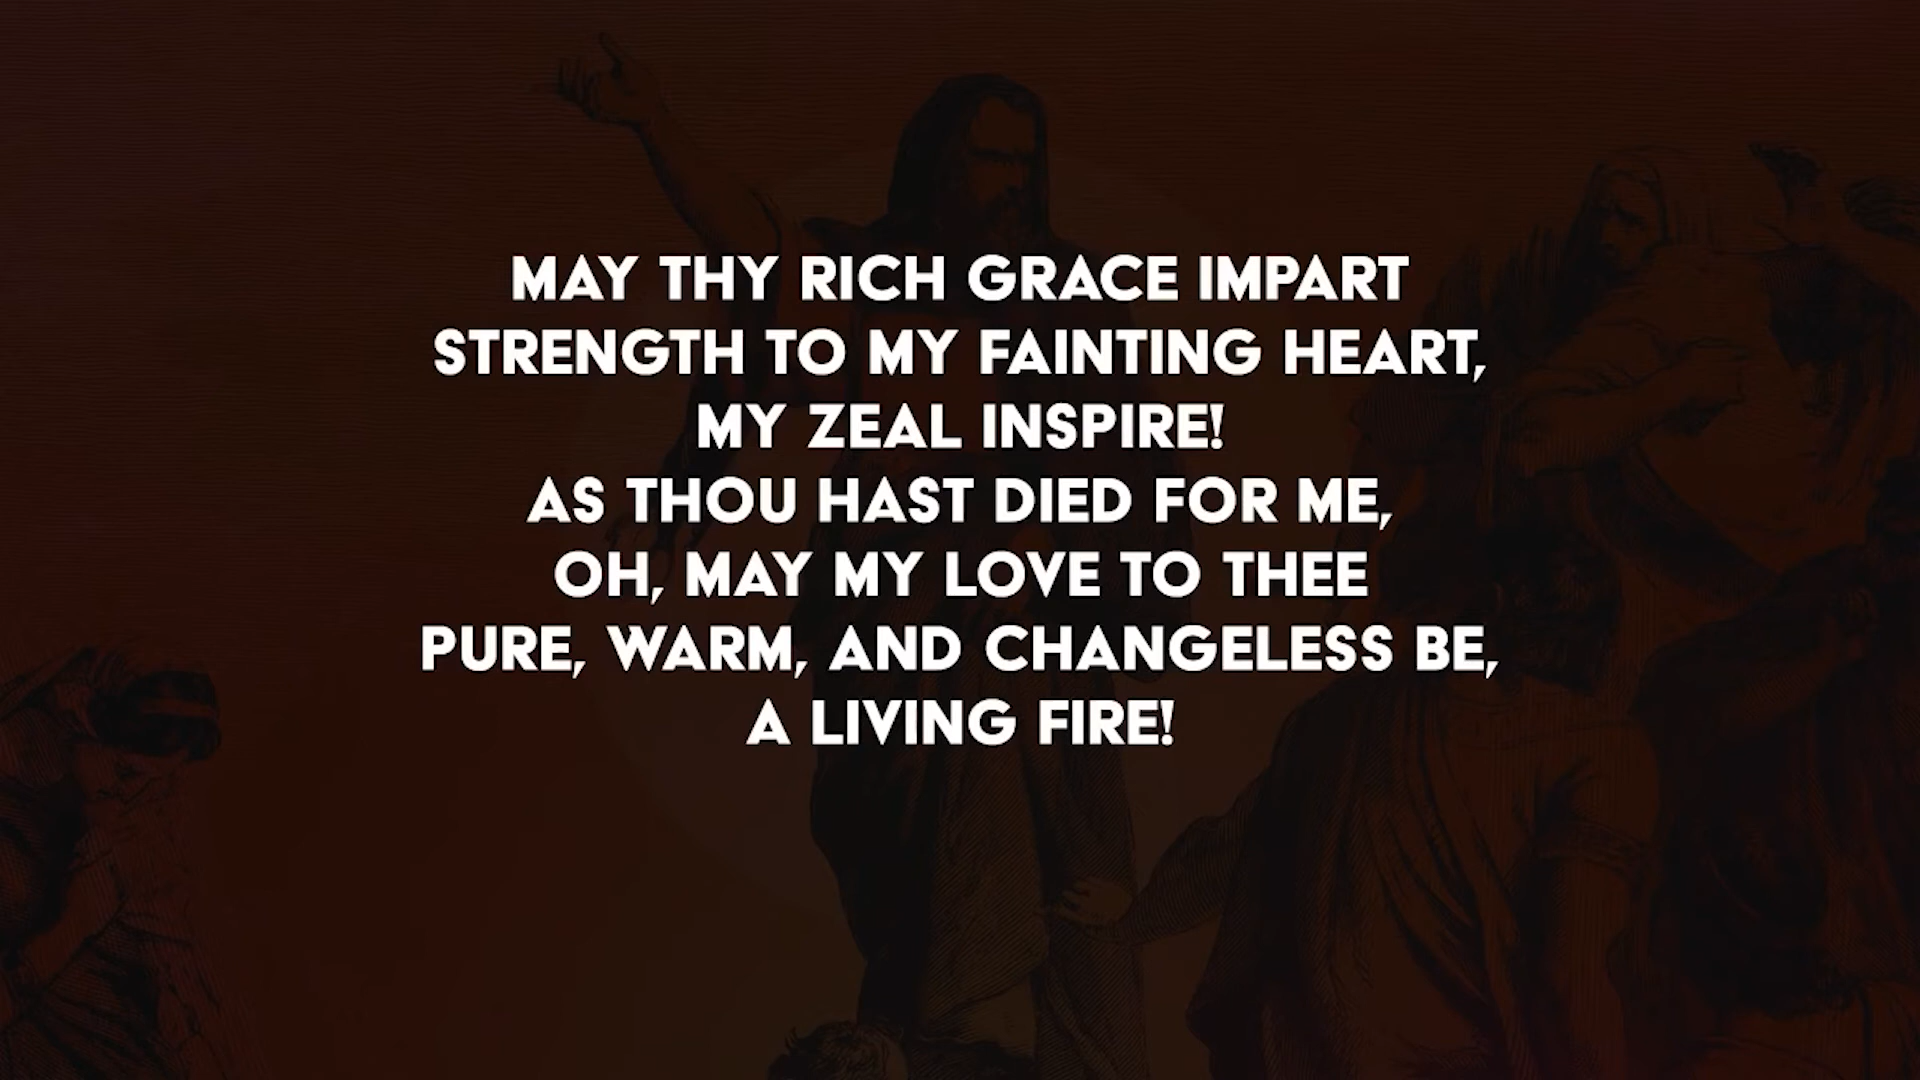 MAY THY RICH GRACE IMPART
STRENGTH TO MY FAINTING HEART,
MY ZEAL INSPIRE!
AS THOU HAST DIED FOR ME,
OH, MAY MY LOVE TO THEE
PURE, WARM, AND CHANGELESS BE,
A LIVING FIRE!